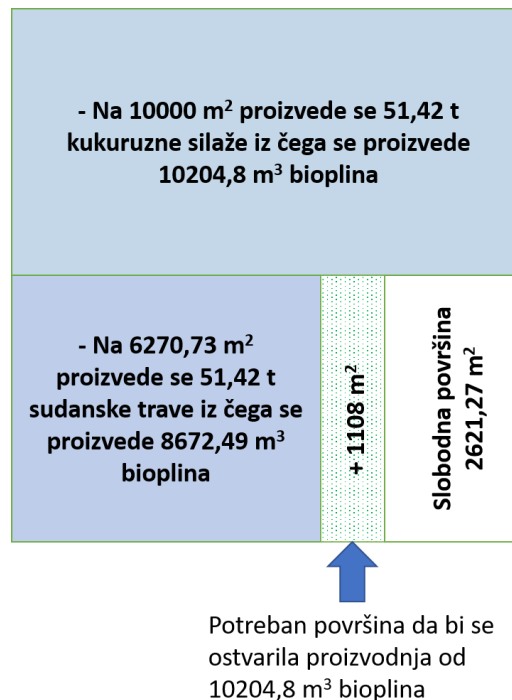 - Na 10000 m² proizvede se 51,42 t
kukuruzne silaže iz čega se proizvede
10204,8 m³ bioplina
- Na 6270,73 m²
proizvede se 51,42 t
sudanske trave iz čega se
proizvede 8672,49 m³
bioplina
+ 1108 m²
Slobodna površina
2621,27 m²
Potreban površina da bi se
ostvarila proizvodnja od
10204,8 m³ bioplina